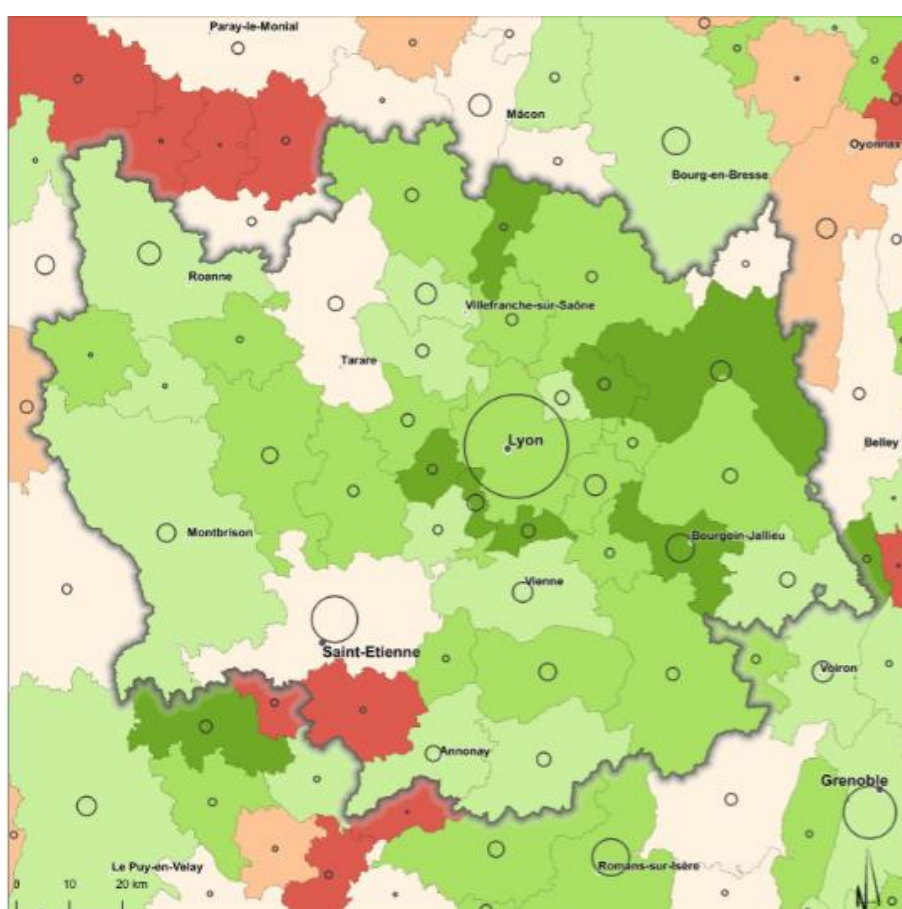 Paray-le-Monial
Mâcon
Oyonnax
Bourg-en-Bresse
Roanne
Villefranche-sur-Saône
Tarare
Lyon
Belley
Montbrison
Bourgoin-Jallieu
Vienne
Saint-Etienne
Voiron
Annonay
Grenoble
Le Puy-en-Velay
Romans-sur-Isère
0 10 20 km
N